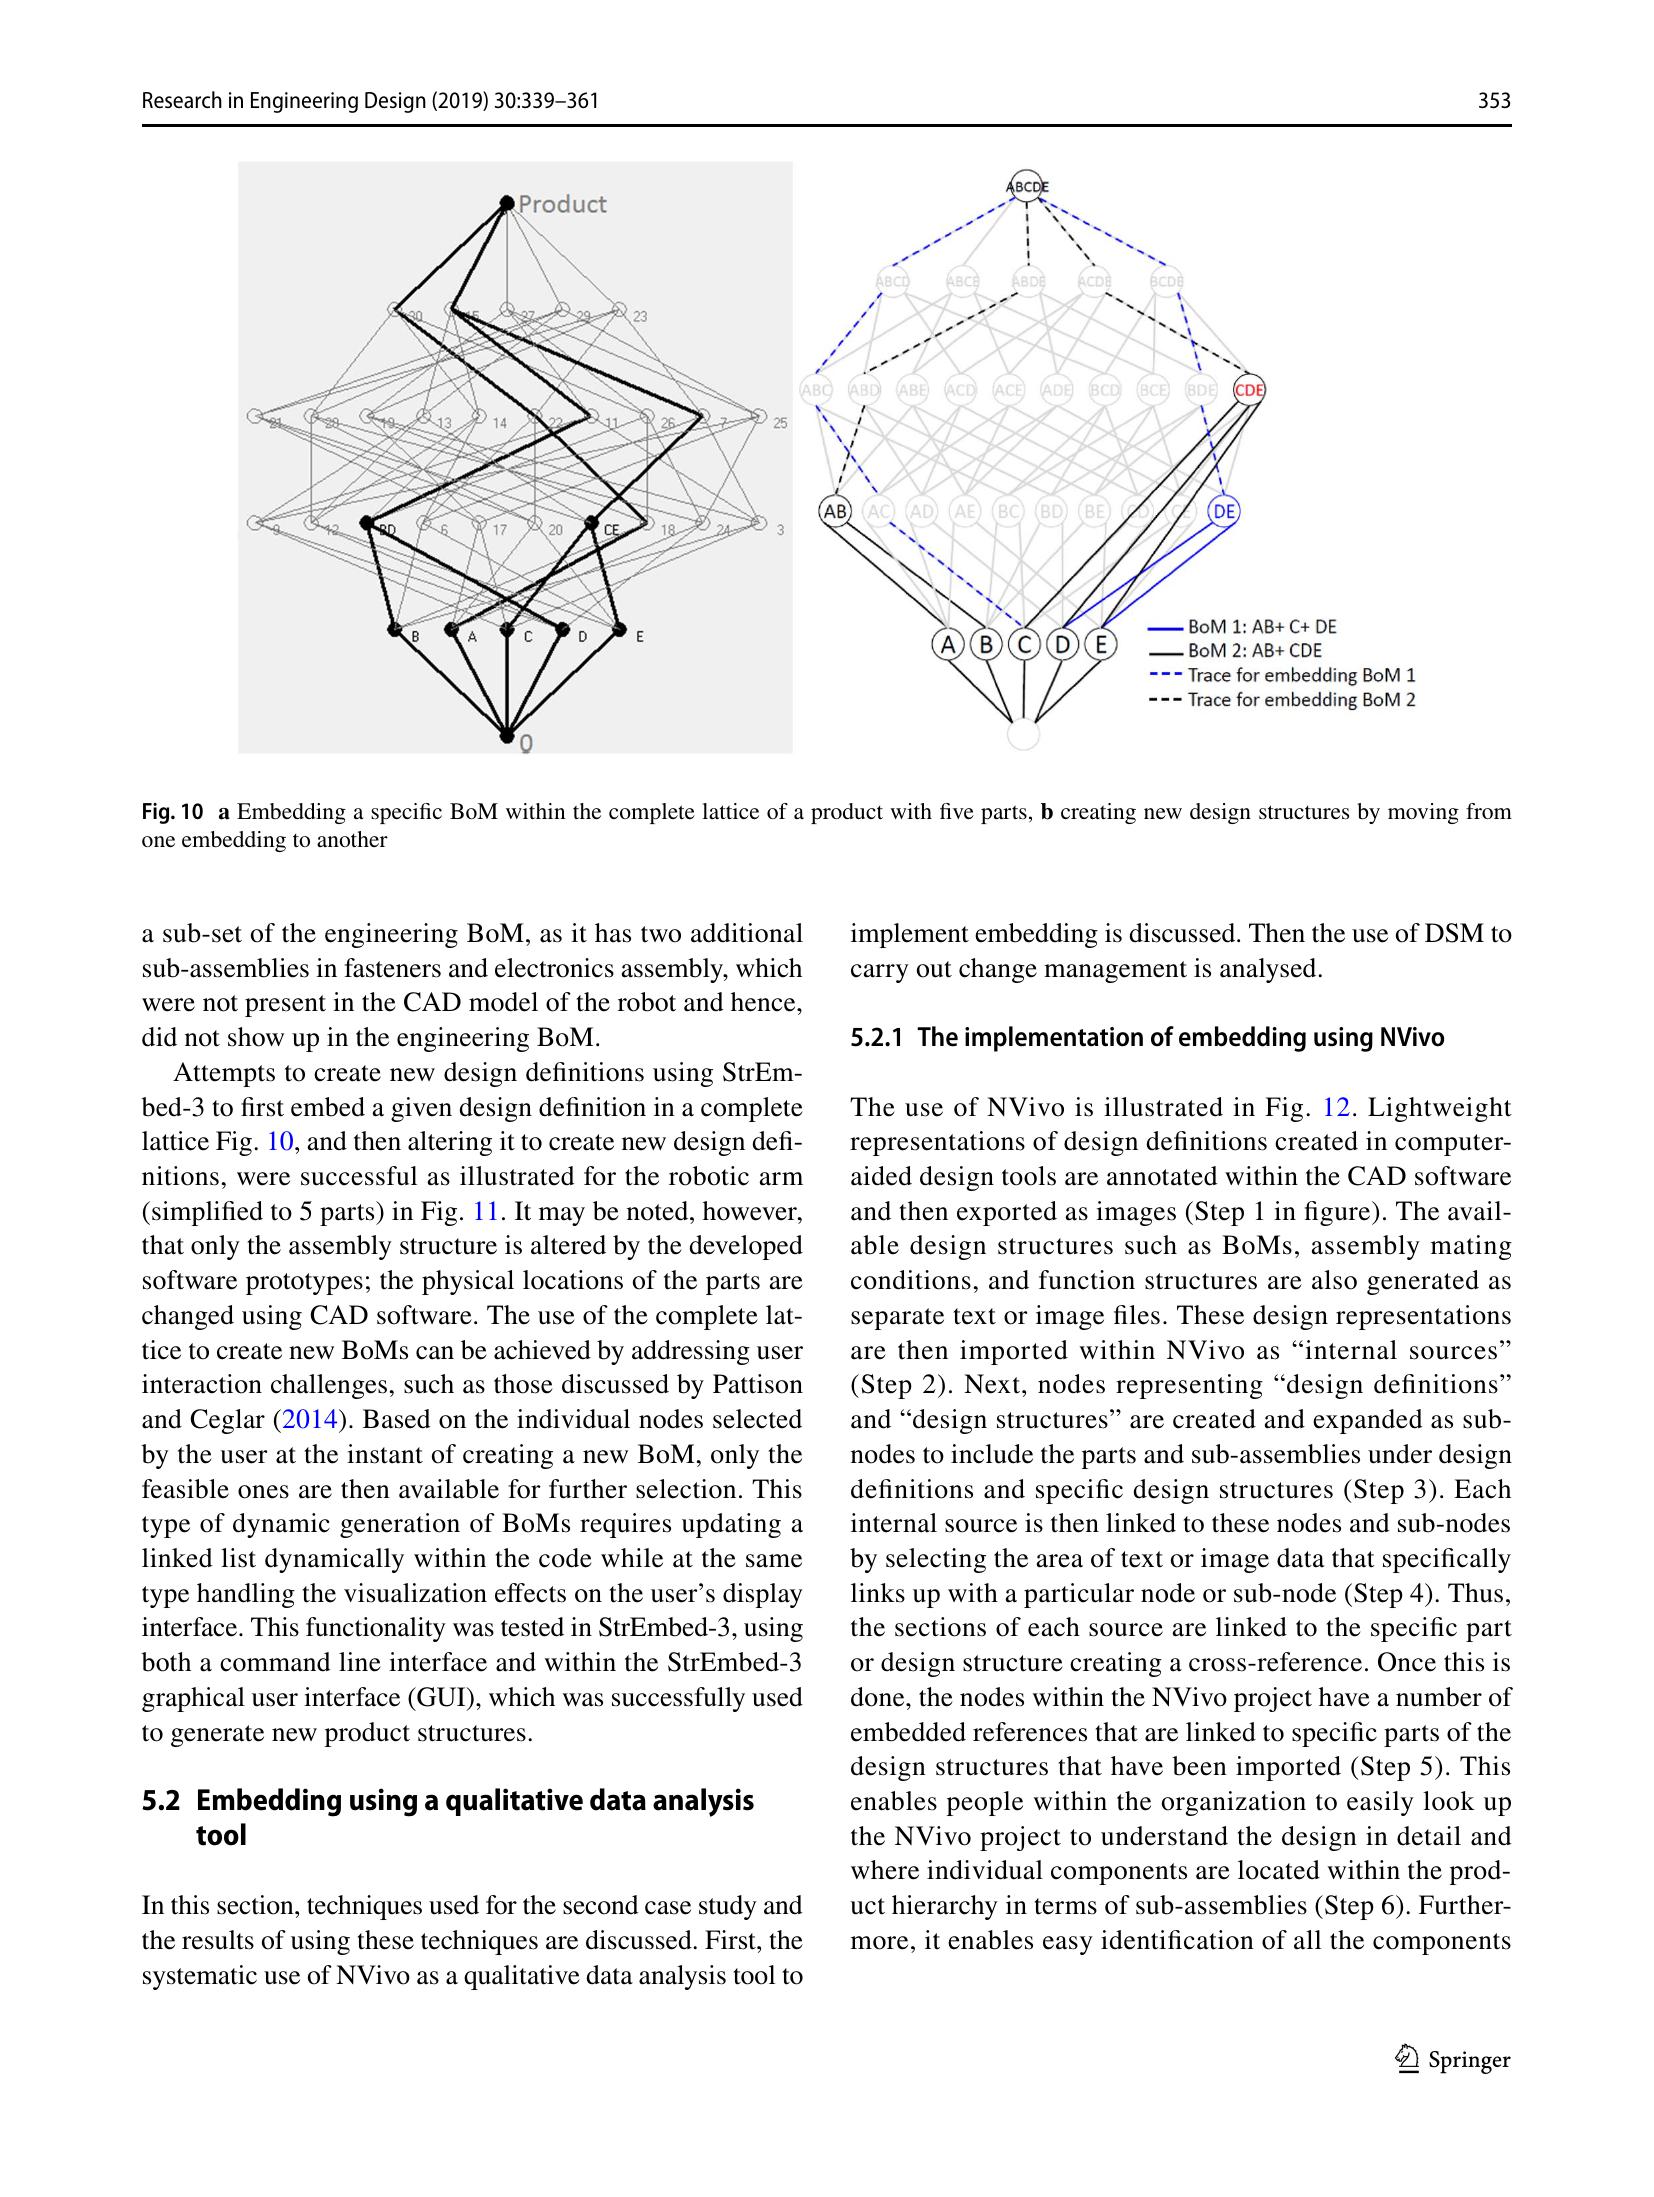 Research in Engineering Design (2019) 30:339–361
353
Product
30
15
27
29
23
21
28
19
13
14
22
11
26
7
25
9
12
BD
6
17
20
CE
18
24
3
B
A
C
D
E
0
ABCDE
ABCD
ABCE
ABDE
ACDE
BCDE
ABC
ABD
ABE
ACD
ACE
ADE
BCD
BCE
BDE
CDE
AB
AC
AD
AE
BC
BD
BE
CD
CE
DE
A
B
C
D
E
BoM 1: AB+ C+ DE
BoM 2: AB+ CDE
Trace for embedding BoM 1
Trace for embedding BoM 2
Fig. 10 a Embedding a specific BoM within the complete lattice of a product with five parts, b creating new design structures by moving from
one embedding to another
a sub-set of the engineering BoM, as it has two additional
sub-assemblies in fasteners and electronics assembly, which
were not present in the CAD model of the robot and hence,
did not show up in the engineering BoM.
Attempts to create new design definitions using StrEm-
bed-3 to first embed a given design definition in a complete
lattice Fig. 10, and then altering it to create new design defi-
nitions, were successful as illustrated for the robotic arm
(simplified to 5 parts) in Fig. 11. It may be noted, however,
that only the assembly structure is altered by the developed
software prototypes; the physical locations of the parts are
changed using CAD software. The use of the complete lat-
tice to create new BoMs can be achieved by addressing user
interaction challenges, such as those discussed by Pattison
and Ceglar (2014). Based on the individual nodes selected
by the user at the instant of creating a new BoM, only the
feasible ones are then available for further selection. This
type of dynamic generation of BoMs requires updating a
linked list dynamically within the code while at the same
type handling the visualization effects on the user's display
interface. This functionality was tested in StrEmbed-3, using
both a command line interface and within the StrEmbed-3
graphical user interface (GUI), which was successfully used
to generate new product structures.
5.2 Embedding using a qualitative data analysis
tool
In this section, techniques used for the second case study and
the results of using these techniques are discussed. First, the
systematic use of NVivo as a qualitative data analysis tool to
implement embedding is discussed. Then the use of DSM to
carry out change management is analysed.
5.2.1 The implementation of embedding using NVivo
The use of NVivo is illustrated in Fig. 12. Lightweight
representations of design definitions created in computer-
aided design tools are annotated within the CAD software
and then exported as images (Step 1 in figure). The avail-
able design structures such as BoMs, assembly mating
conditions, and function structures are also generated as
separate text or image files. These design representations
are then imported within NVivo as “internal sources”
(Step 2). Next, nodes representing “design definitions”
and “design structures” are created and expanded as sub-
nodes to include the parts and sub-assemblies under design
definitions and specific design structures (Step 3). Each
internal source is then linked to these nodes and sub-nodes
by selecting the area of text or image data that specifically
links up with a particular node or sub-node (Step 4). Thus,
the sections of each source are linked to the specific part
or design structure creating a cross-reference. Once this is
done, the nodes within the NVivo project have a number of
embedded references that are linked to specific parts of the
design structures that have been imported (Step 5). This
enables people within the organization to easily look up
the NVivo project to understand the design in detail and
where individual components are located within the prod-
uct hierarchy in terms of sub-assemblies (Step 6). Further-
more, it enables easy identification of all the components
Springer